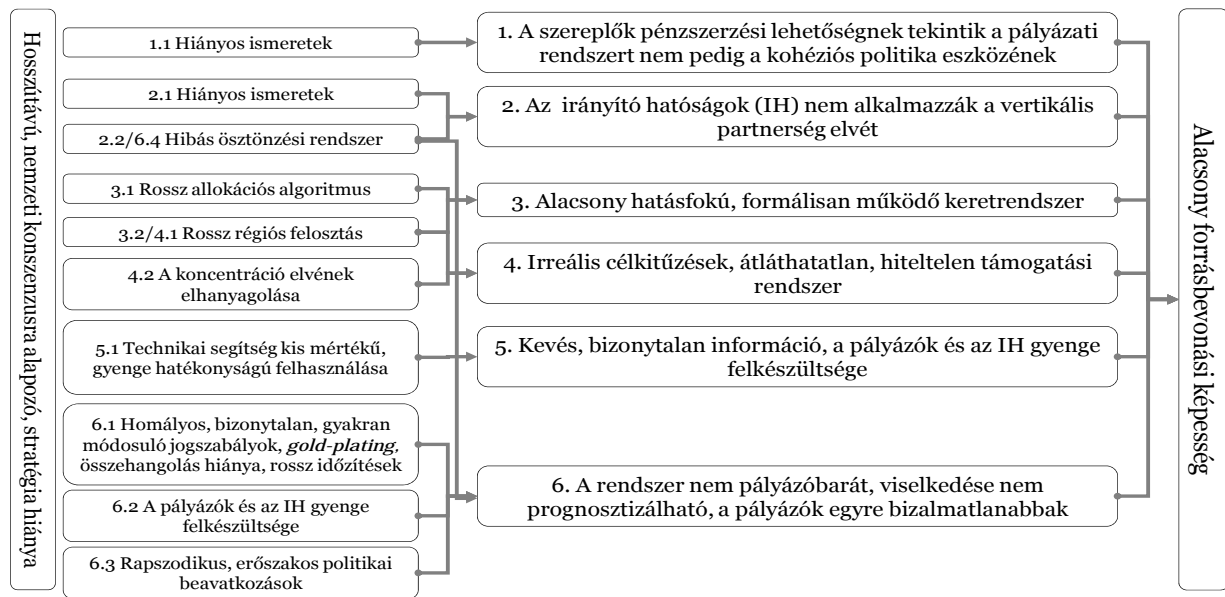 Hosszútávú, nemzeti konszenzusra alapozó, stratégia hiánya
1.1 Hiányos ismeretek
2.1 Hiányos ismeretek
2.2/6.4 Hibás ösztönzési rendszer
3.1 Rossz allokációs algoritmus
3.2/4.1 Rossz régiós felosztás
4.2 A koncentráció elvének
elhanyagolása
5.1 Technikai segítség kis mértékű,
gyenge hatékonyságú felhasználása
6.1 Homályos, bizonytalan, gyakran
módosuló jogszabályok, gold-plating,
összehangolás hiánya, rossz időzítések
6.2 A pályázók és az IH gyenge
felkészültsége
6.3 Rapszodikus, erőszakos politikai
beavatkozások
1. A szereplők pénzszerzési lehetőségnek tekintik a pályázati
rendszert nem pedig a kohéziós politika eszközének
2. Az irányító hatóságok (IH) nem alkalmazzák a vertikális
partnerség elvét
3. Alacsony hatásfokú, formálisan működő keretrendszer
4. Irreális célkitűzések, átláthatatlan, hiteltelen támogatási
rendszer
5. Kevés, bizonytalan információ, a pályázók és az IH gyenge
felkészültsége
6. A rendszer nem pályázóbarát, viselkedése nem
prognosztizálható, a pályázók egyre bizalmatlanabbak
Alacsony forrásbevonási képesség